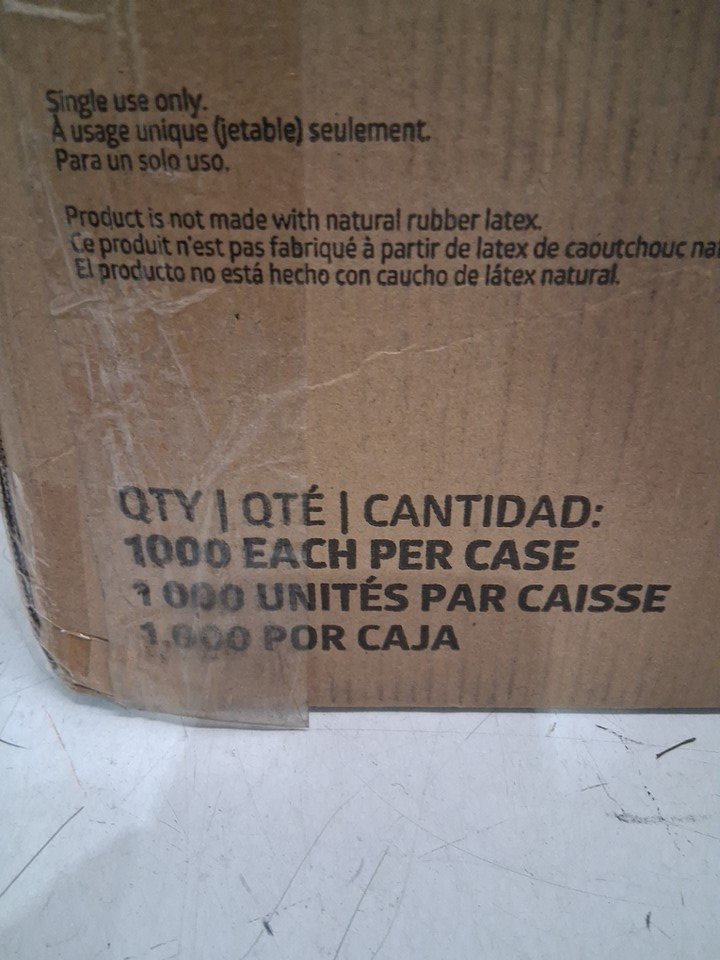 Single use only.
À usage unique (jetable) seulement.
Para un solo uso.
Product is not made with natural rubber latex.
Ce produit n'est pas fabriqué à partir de latex de caoutchouc
El producto no está hecho con caucho de látex natural.
QTY | QTÉ | CANTIDAD:
1000 EACH PER CASE
1 000 UNITÉS PAR CAISSE
1,000 POR CAJA